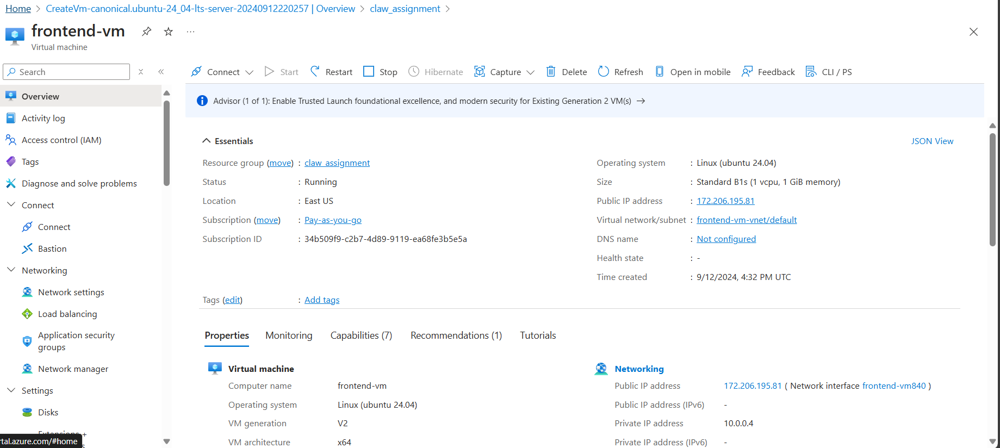 Home > CreateVm-canonical.ubuntu-24_04-lts-server-20240912220257 | Overview > claw_assignment >
frontend-vm
Virtual machine
Search
Connect
Start
Restart
Stop
Hibernate
Capture
Delete
Refresh
Open in mobile
Feedback
CLI / PS
Overview
Activity log
Access control (IAM)
Tags
Diagnose and solve problems
Connect
Connect
Bastion
Networking
Network settings
Load balancing
Application security
groups
Network manager
Settings
Disks
rtal.azure.com/#home
Advisor (1 of 1): Enable Trusted Launch foundational excellence, and modern security for Existing Generation 2 VM(s) →
Essentials
JSON View
Resource group (move) : claw_assignment
Status : Running
Location : East US
Subscription (move) : Pay-as-you-go
Subscription ID : 34b509f9-c2b7-4d89-9119-ea68fe3b5e5a
Operating system : Linux (ubuntu 24.04)
Size : Standard B1s (1 vcpu, 1 GiB memory)
Public IP address : 172.206.195.81
Virtual network/subnet : frontend-vm-vnet/default
DNS name : Not configured
Health state : -
Time created : 9/12/2024, 4:32 PM UTC
Tags (edit) : Add tags
Properties
Monitoring
Capabilities (7)
Recommendations (1)
Tutorials
Virtual machine
Computer name frontend-vm
Operating system Linux (ubuntu 24.04)
VM generation V2
VM architecture x64
Networking
Public IP address 172.206.195.81 ( Network interface frontend-vm840 )
Public IP address (IPv6) -
Private IP address 10.0.0.4
Private IP address (IPv6) -